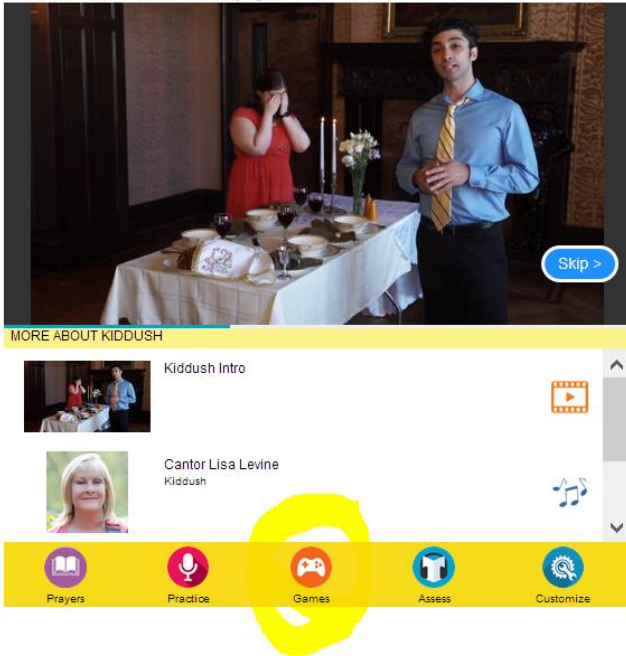 Skip >
MORE ABOUT KIDDUSH
Kiddush Intro
Cantor Lisa Levine
Kiddush
Prayers Practice Games Assess Customize